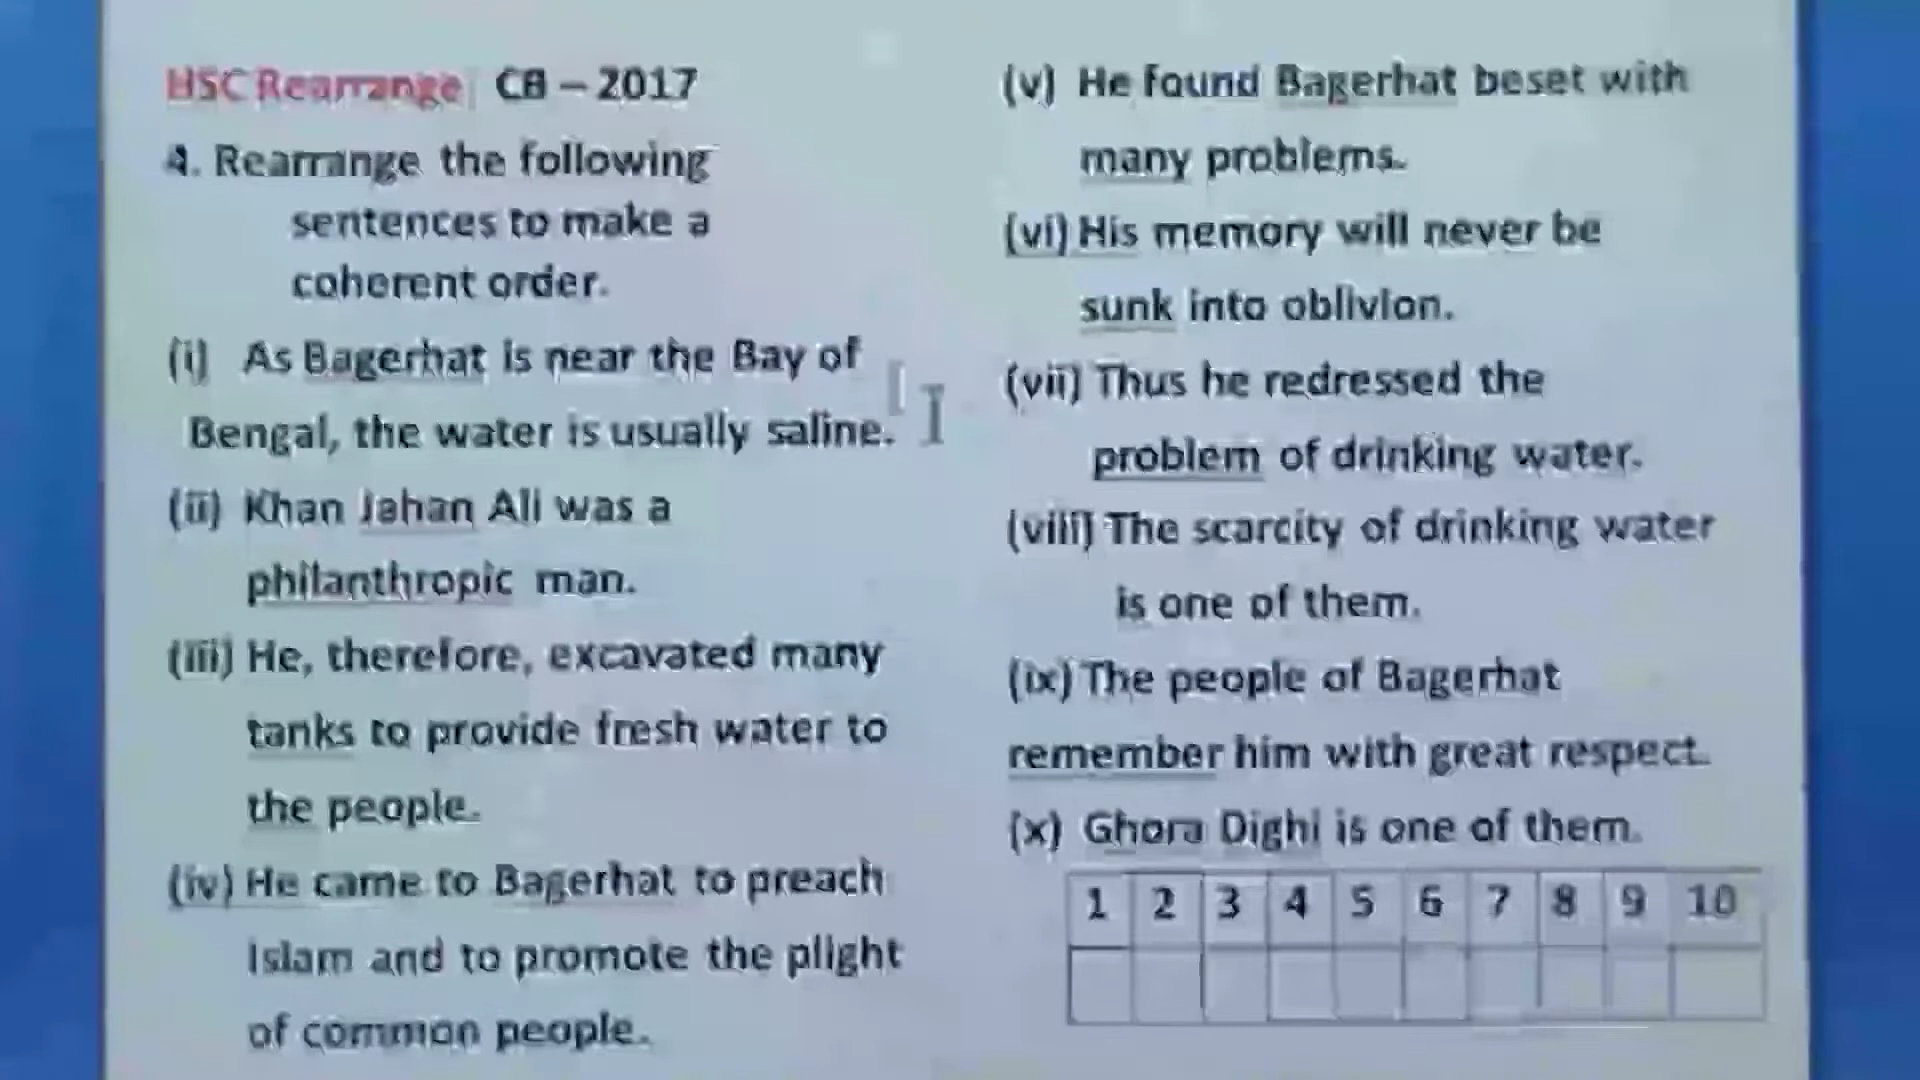 HSC Rearrange CB – 2017
4. Rearrange the following
sentences to make a
coherent order.
(i) As Bagerhat is near the Bay of
Bengal, the water is usually saline.
(ii) Khan Jahan Ali was a
philanthropic man.
(iii) He, therefore, excavated many
tanks to provide fresh water to
the people.
(iv) He came to Bagerhat to preach
Islam and to promote the plight
of common people.
(v) He found Bagerhat beset with
many problems.
(vi) His memory will never be
sunk into oblivion.
(vii) Thus he redressed the
problem of drinking water.
(viii) The scarcity of drinking water
is one of them.
(ix) The people of Bagerhat
remember him with great respect.
(x) Ghora Dighi is one of them.
1 2 3 4 5 6 7 8 9 10